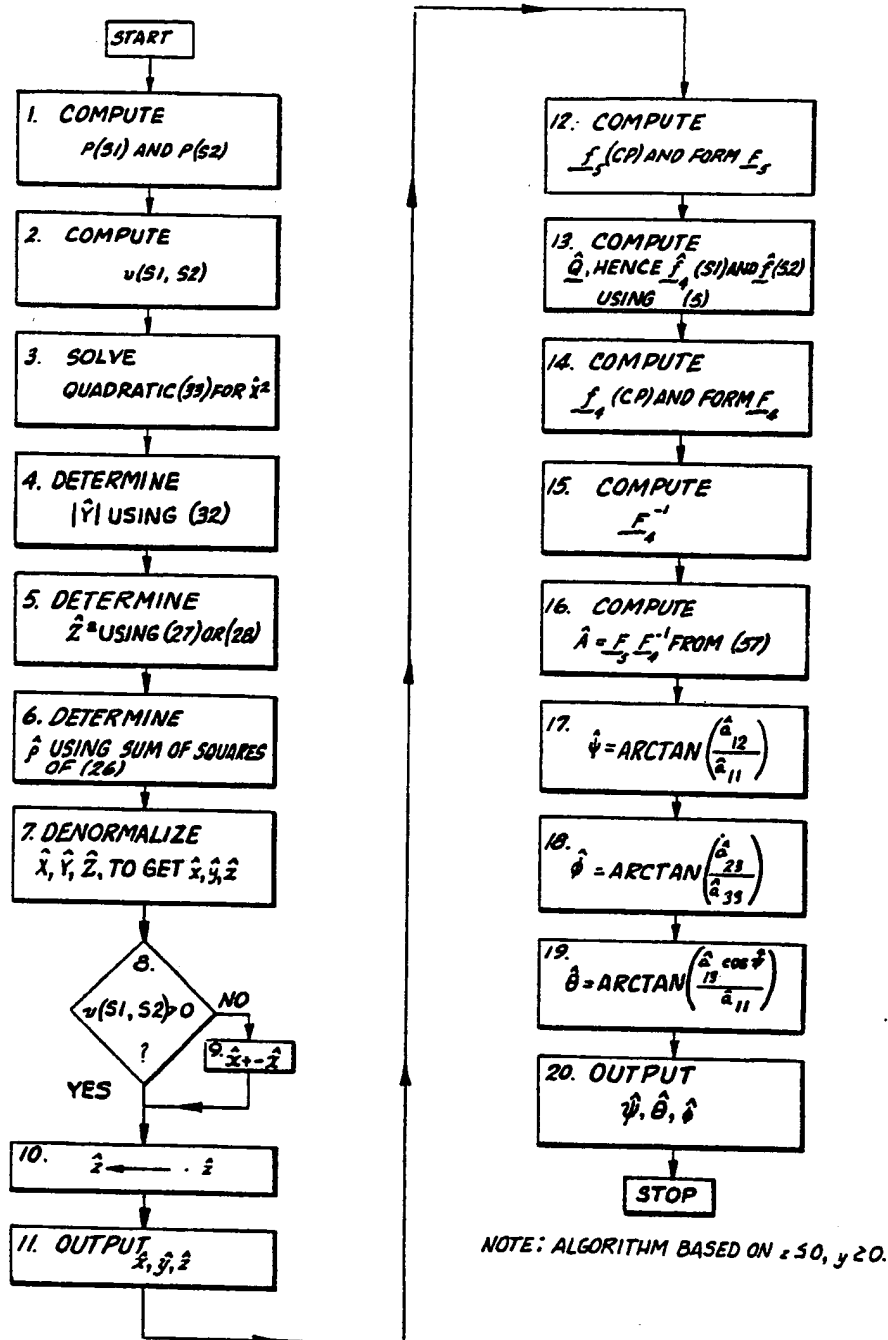 START
1. COMPUTE
P(S1) AND P(S2)
2. COMPUTE
v(S1, S2)
3. SOLVE
QUADRATIC (33) FOR x̂²
4. DETERMINE
|Ŷ| USING (32)
5. DETERMINE
Ẑ² USING (27) OR (28)
6. DETERMINE
ρ̂ USING SUM OF SQUARES
OF (26)
7. DENORMALIZE
X̂, Ŷ, Ẑ, TO GET x̂, ŷ, ẑ
8.
v(S1, S2)>0
?
NO
9. x̂←-x̂
YES
10. ẑ ← - ẑ
11. OUTPUT
x̂, ŷ, ẑ
12. COMPUTE
f₅(CP) AND FORM F₅
13. COMPUTE
Q̂, HENCE f̂₄(S1) AND f̂(S2)
USING (5)
14. COMPUTE
f₄ (CP) AND FORM F₄
15. COMPUTE
F₄⁻¹
16. COMPUTE
Â = F₅ F₄⁻¹ FROM (57)
17. ψ̂ = ARCTAN (â₁₂ / â₁₁)
18. ϕ̂ = ARCTAN (â₂₃ / â₃₃)
19. θ̂ = ARCTAN (â₁₃ cos ψ̂ / â₁₁)
20. OUTPUT
ψ̂, θ̂, ϕ̂
STOP
NOTE: ALGORITHM BASED ON z ≤ 0, y ≥ 0.